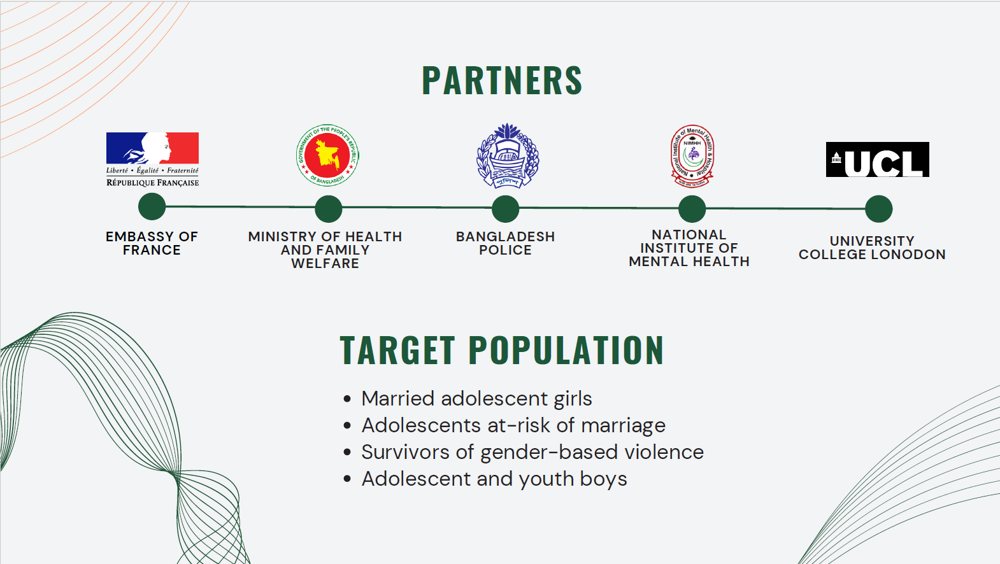 PARTNERS
Liberté • Égalité • Fraternité
RÉPUBLIQUE FRANÇAISE
GOVERNMENT OF THE PEOPLE'S REPUBLIC
OF BANGLADESH
পুলিশ
National Institute of Mental Health & Hospital
NIMHH
UCL
EMBASSY OF
FRANCE
MINISTRY OF HEALTH
AND FAMILY
WELFARE
BANGLADESH
POLICE
NATIONAL
INSTITUTE OF
MENTAL HEALTH
UNIVERSITY
COLLEGE LONODON
TARGET POPULATION
• Married adolescent girls
• Adolescents at-risk of marriage
• Survivors of gender-based violence
• Adolescent and youth boys